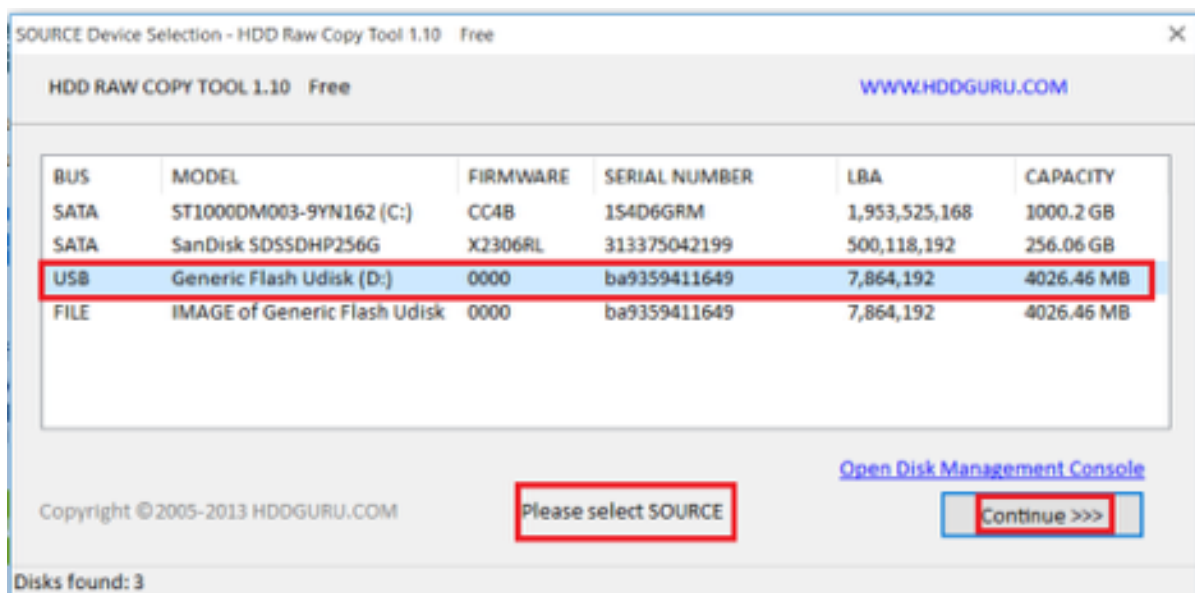 SOURCE Device Selection - HDD Raw Copy Tool 1.10 Free
HDD RAW COPY TOOL 1.10 Free WWW.HDDGURU.COM
BUS MODEL FIRMWARE SERIAL NUMBER LBA CAPACITY
SATA ST1000DM003-9YN162 (C:) CC4B 1S4D6GRM 1,953,525,168 1000.2 GB
SATA SanDisk SDSSDHP256G X2306RL 313375042199 500,118,192 256.06 GB
USB Generic Flash Udisk (D:) 0000 ba9359411649 7,864,192 4026.46 MB
FILE IMAGE of Generic Flash Udisk 0000 ba9359411649 7,864,192 4026.46 MB
Open Disk Management Console
Copyright ©2005-2013 HDDGURU.COM Please select SOURCE Continue >>>
Disks found: 3